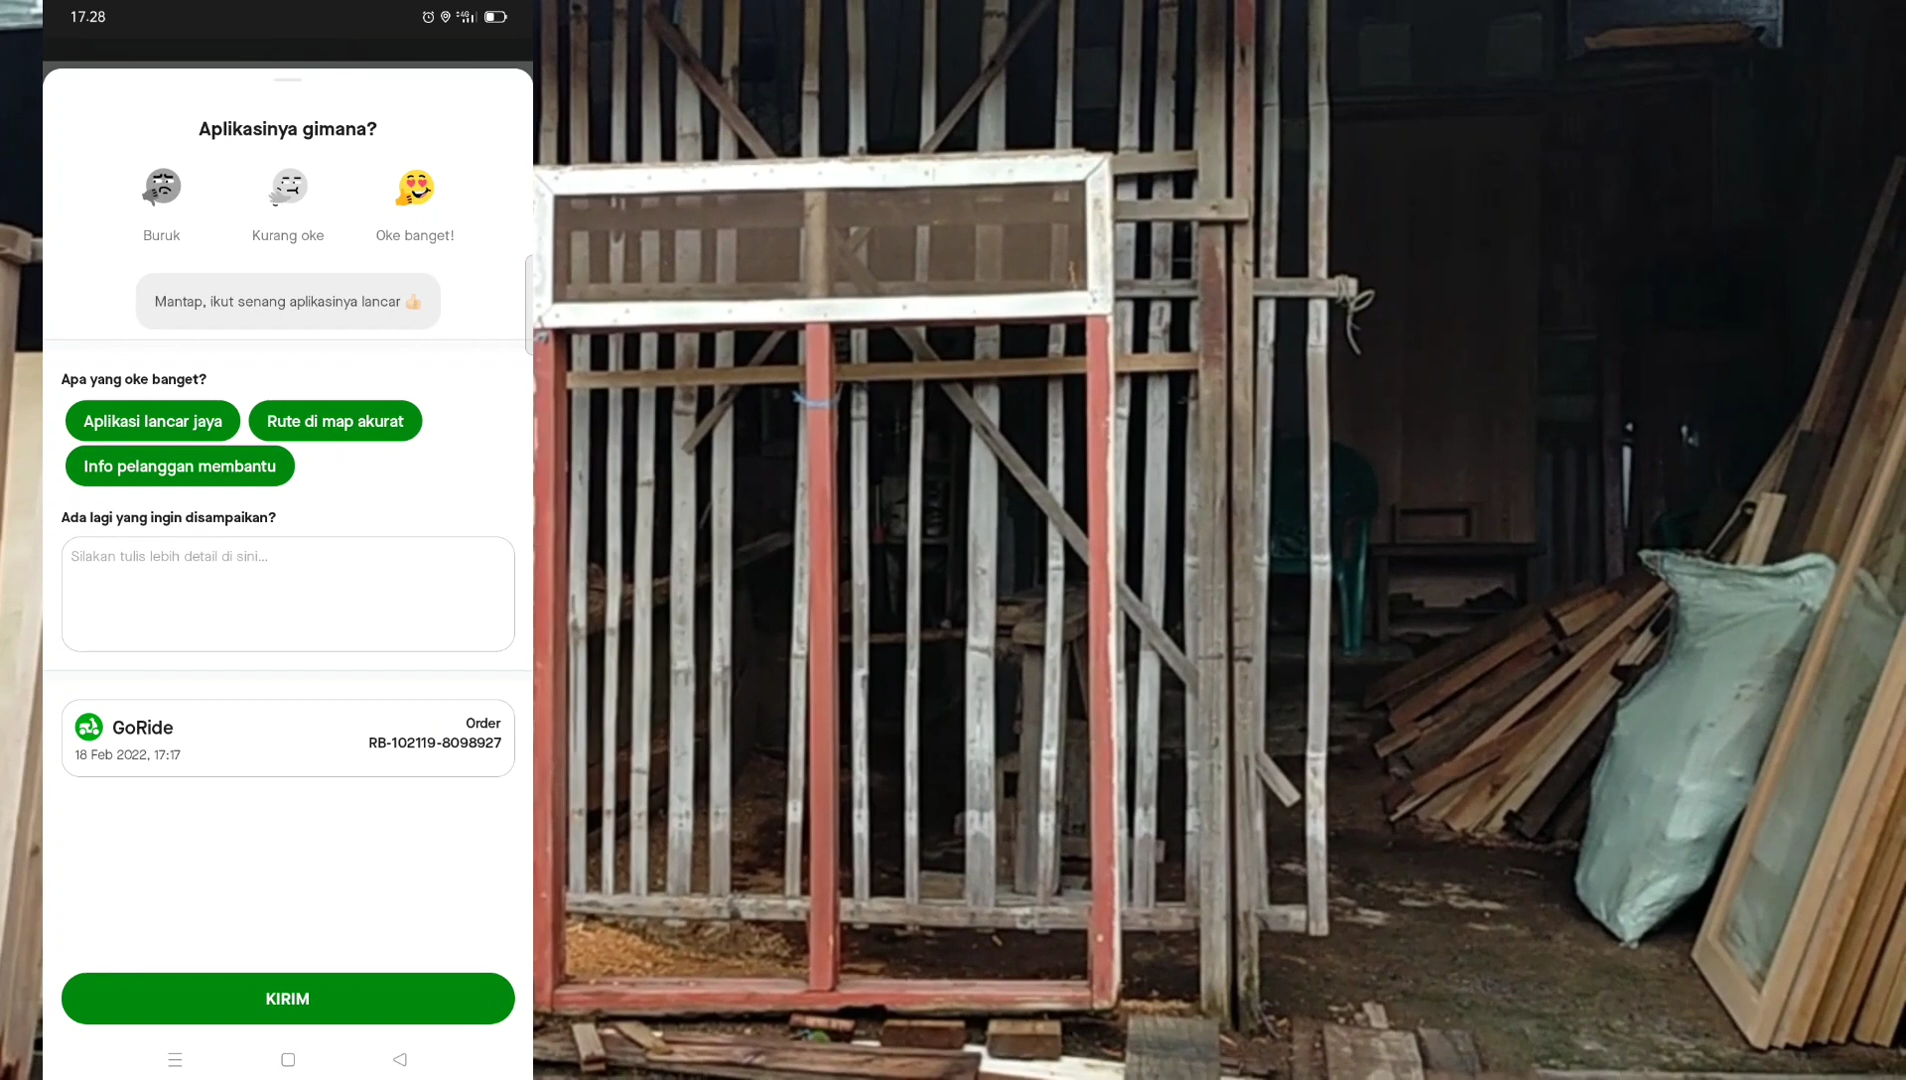 17.28
4G
Aplikasinya gimana?
Buruk
Kurang oke
Oke banget!
Mantap, ikut senang aplikasinya lancar 👍🏻
Apa yang oke banget?
Aplikasi lancar jaya
Rute di map akurat
Info pelanggan membantu
Ada lagi yang ingin disampaikan?
Silakan tulis lebih detail di sini...
GoRide
Order
18 Feb 2022, 17:17
RB-102119-8098927
KIRIM